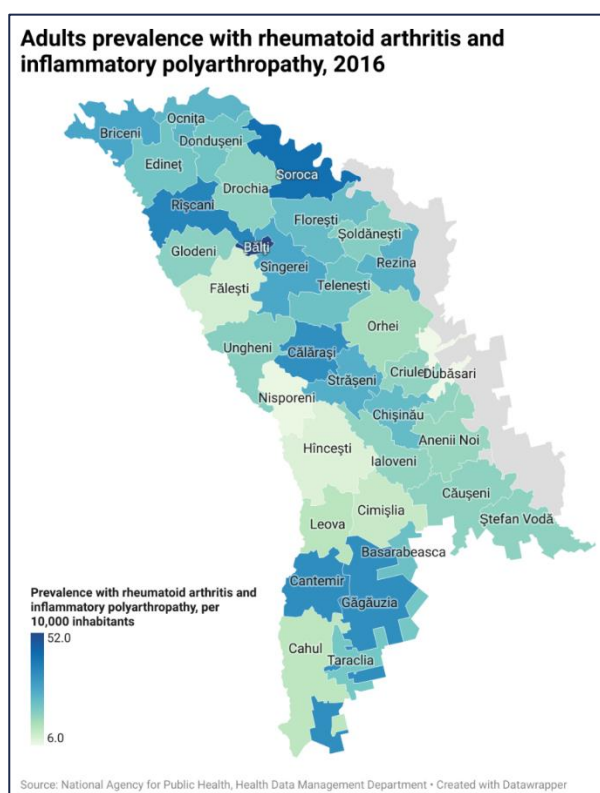 Adults prevalence with rheumatoid arthritis and
inflammatory polyarthropathy, 2016
Ocnița
Briceni
Dondușeni
Edineț
Soroca
Drochia
Rîșcani
Florești
Șoldănești
Glodeni
Bălți
Sîngerei
Rezina
Telenești
Fălești
Orhei
Ungheni
Călărași
Criuleni
Dubăsari
Strășeni
Nisporeni
Chișinău
Anenii Noi
Hîncești
Ialoveni
Căușeni
Cimișlia
Leova
Ștefan Vodă
Basarabeasca
Cantemir
Găgăuzia
Cahul
Taraclia
Prevalence with rheumatoid arthritis and
inflammatory polyarthropathy, per
10,000 inhabitants
52.0
6.0
Source: National Agency for Public Health, Health Data Management Department • Created with Datawrapper